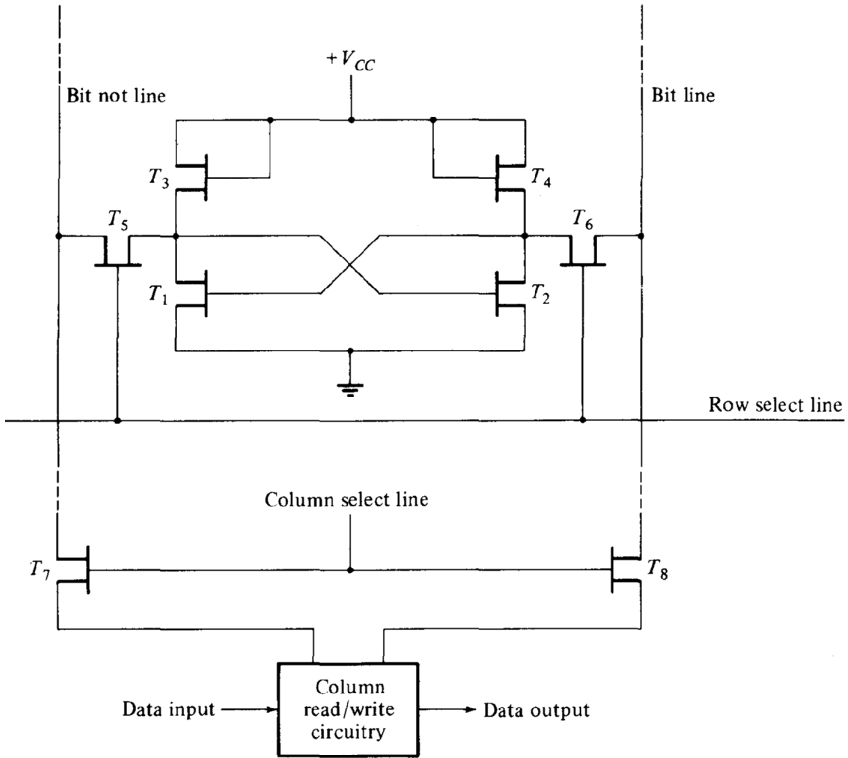 +V_CC
Bit not line
Bit line
T_3
T_4
T_5
T_6
T_1
T_2
Row select line
Column select line
T_7
T_8
Data input
Column
read/write
circuitry
Data output